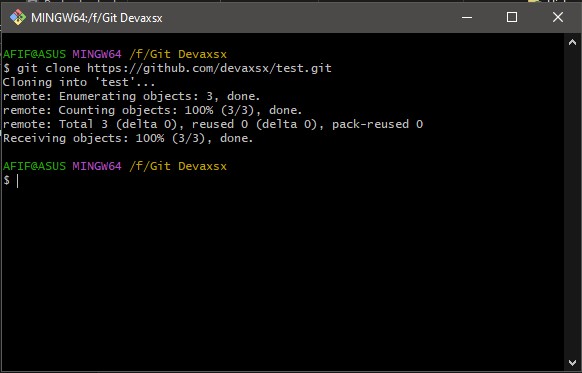 MINGW64:/f/Git Devaxsx
AFIF@ASUS MINGW64 /f/Git Devaxsx
$ git clone https://github.com/devaxsx/test.git
Cloning into 'test'...
remote: Enumerating objects: 3, done.
remote: Counting objects: 100% (3/3), done.
remote: Total 3 (delta 0), reused 0 (delta 0), pack-reused 0
Receiving objects: 100% (3/3), done.
AFIF@ASUS MINGW64 /f/Git Devaxsx
$